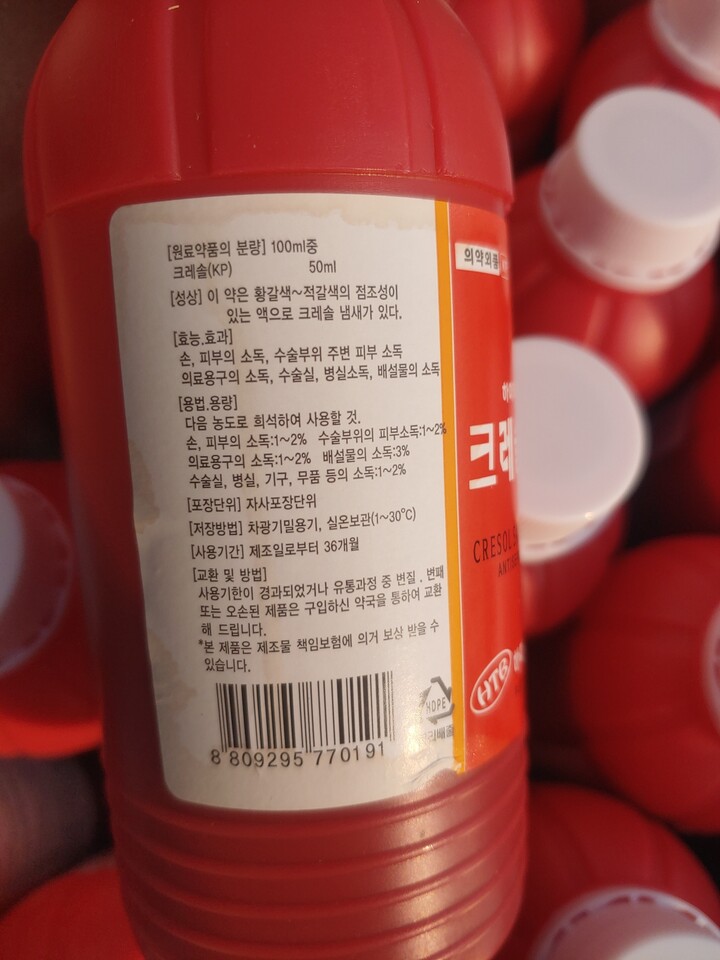 [원료약품의 분량] 100ml중
크레솔(KP) 50ml
[성상] 이 약은 황갈색~적갈색의 점조성이
있는 액으로 크레솔 냄새가 있다.
[효능.효과]
손, 피부의 소독, 수술부위 주변 피부 소독
의료용구의 소독, 수술실, 병실소독, 배설물의 소독
[용법.용량]
다음 농도로 희석하여 사용할 것.
손, 피부의 소독:1~2% 수술부위의 피부소독:1~2%
의료용구의 소독:1~2% 배설물의 소독:3%
수술실, 병실, 기구, 무품 등의 소독:1~2%
[포장단위] 자사포장단위
[저장방법] 차광기밀용기, 실온보관(1~30℃)
[사용기간] 제조일로부터 36개월
[교환 및 방법]
사용기한이 경과되었거나 유통과정 중 변질 . 변패
또는 오손된 제품은 구입하신 약국을 통하여 교환
해 드립니다.
*본 제품은 제조물 책임보험에 의거 보상 받을 수
있습니다.
8 809295 770191
HDPE
의약외품
크레
CRESOL
HTB